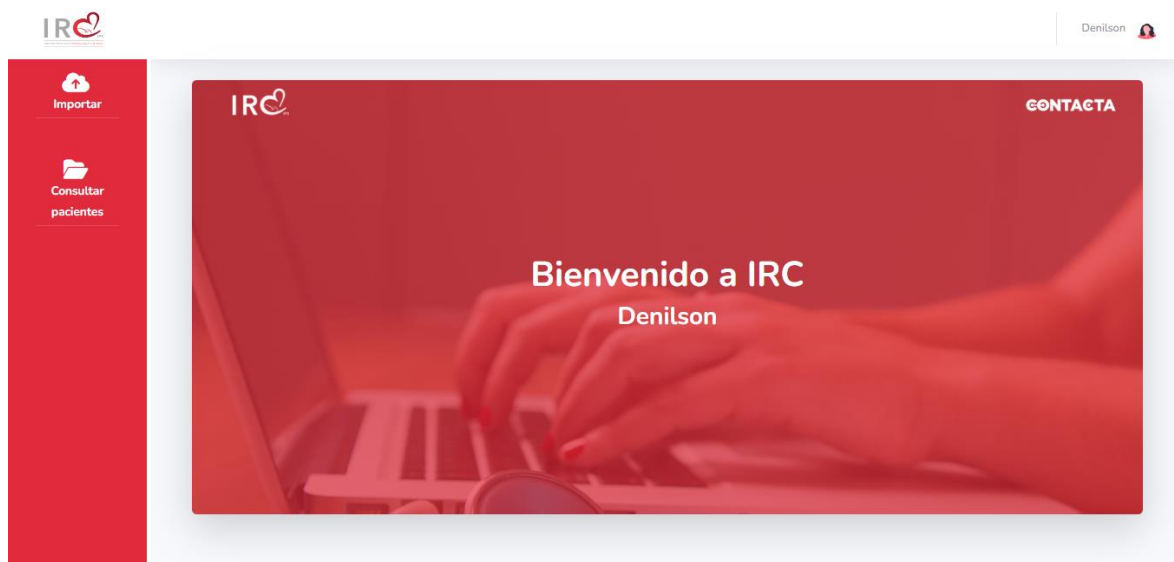 IRC
Denilson
Importar
Consultar
pacientes
IRC
CONTACTA
Bienvenido a IRC
Denilson